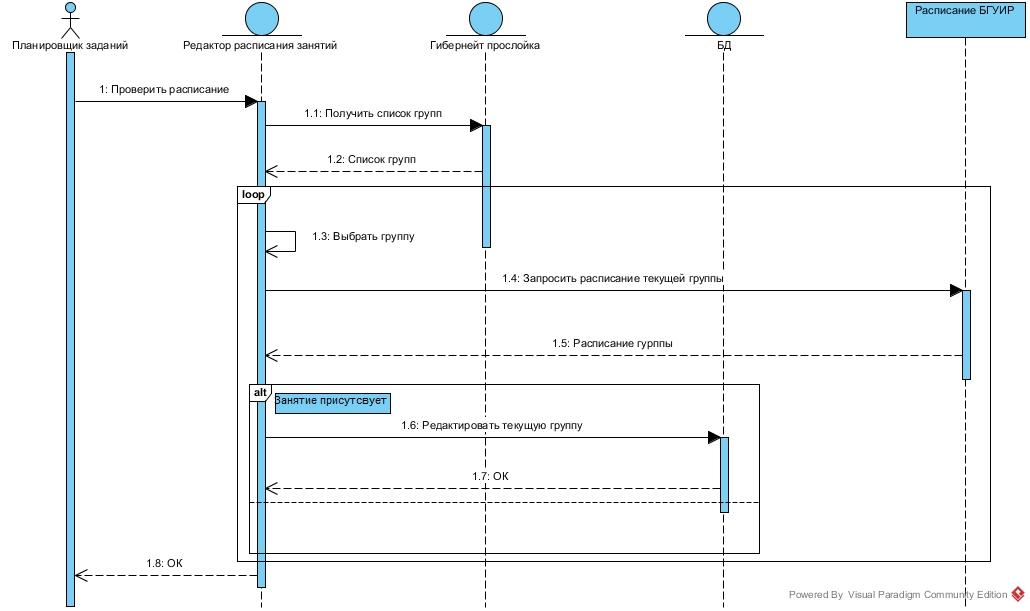 Расписание БГУИР
Планировщик заданий
Редактор расписания занятий
Гибернейт прослойка
БД
1: Проверить расписание
1.1: Получить список групп
1.2: Список групп
loop
1.3: Выбрать группу
1.4: Запросить расписание текущей группы
1.5: Расписание гурппы
alt
Занятие присутсвует
1.6: Редактировать текущую группу
1.7: ОК
1.8: ОК
Powered By Visual Paradigm Community Edition